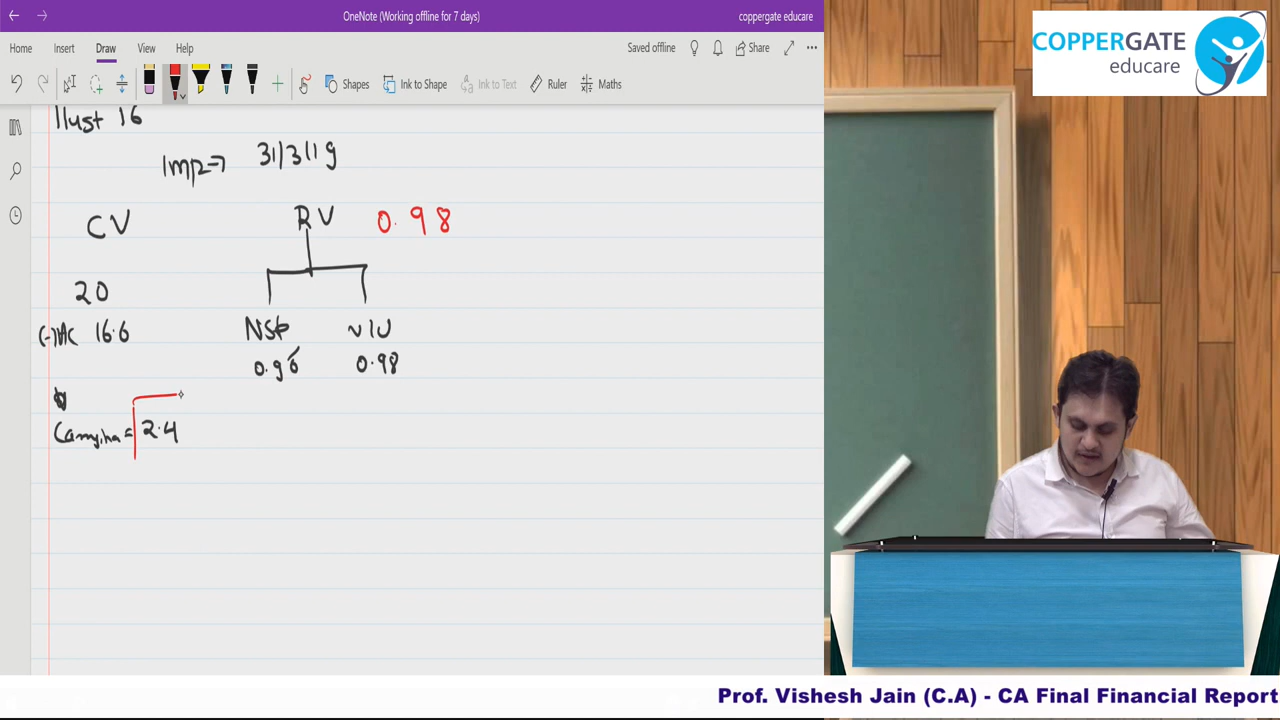 OneNote (Working offline for 7 days)
coppergate educare
Home Insert Draw View Help
Saved offline Share
Shapes Ink to Shape Ink to Text Ruler Maths
COPPERGATE
educare
Illust 16
Imp⇒ 31/3/19
CV RV 0.98
20
(-) 16.6 NSP VIU
0.96 0.98
= 2.4
Prof. Vishesh Jain (C.A) - CA Final Financial Report